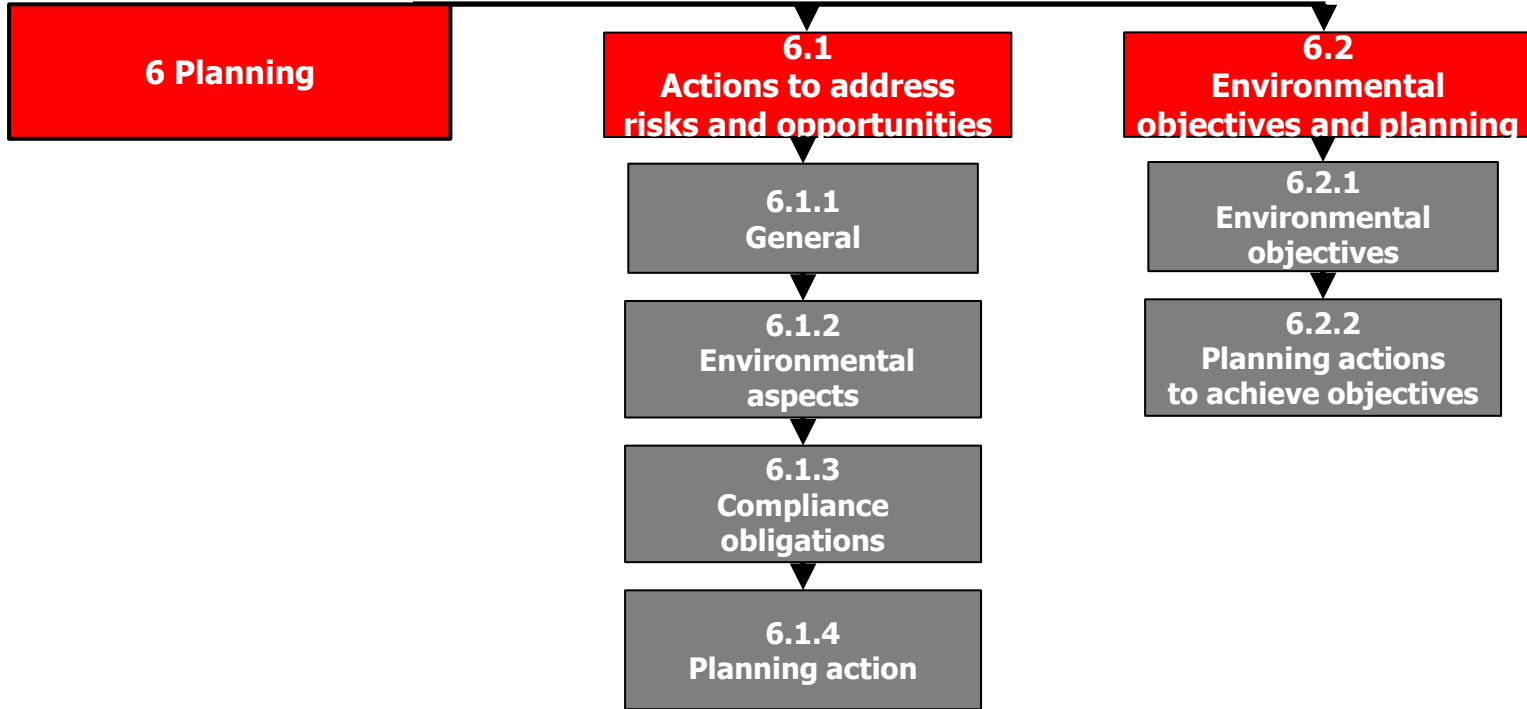 6 Planning
6.1
Actions to address
risks and opportunities
6.1.1
General
6.1.2
Environmental
aspects
6.1.3
Compliance
obligations
6.1.4
Planning action
6.2
Environmental
objectives and planning
6.2.1
Environmental
objectives
6.2.2
Planning actions
to achieve objectives